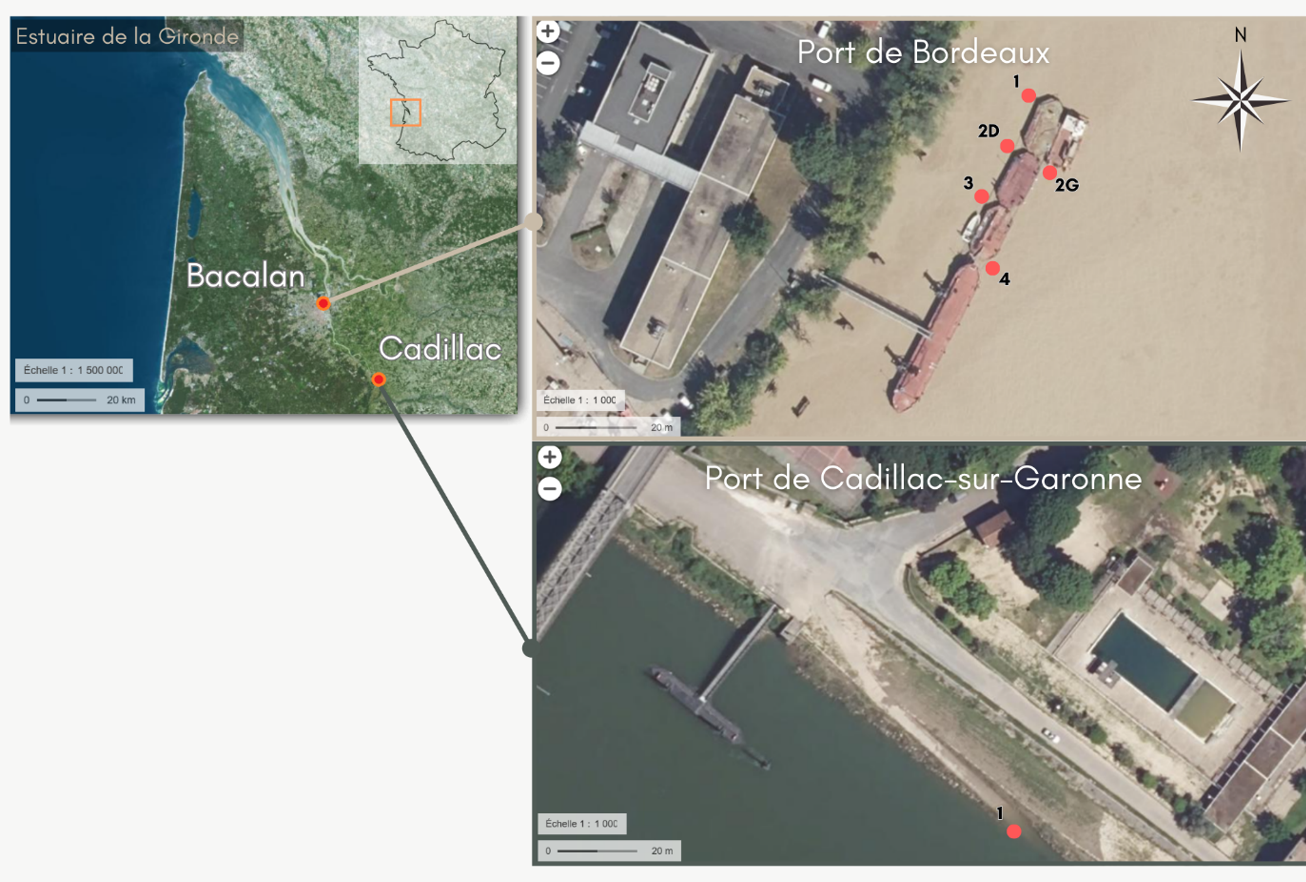 Estuaire de la Gironde
Bacalan
Cadillac
Échelle 1 : 1 500 000
0 20 km
+
−
Port de Bordeaux
N
1
2D
2G
3
4
Échelle 1 : 1 000
0 20 m
+
−
Port de Cadillac-sur-Garonne
1
Échelle 1 : 1 000
0 20 m